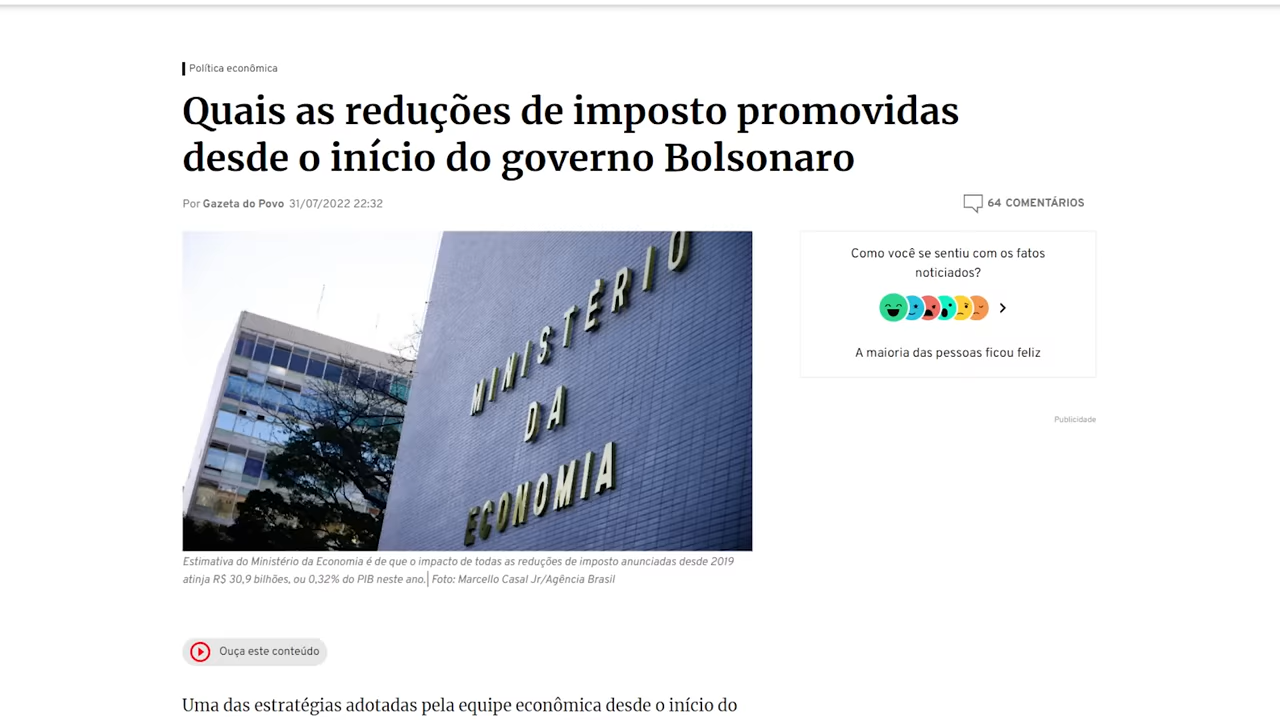 Política econômica
Quais as reduções de imposto promovidas
desde o início do governo Bolsonaro
Por Gazeta do Povo 31/07/2022 22:32
64 COMENTÁRIOS
MINISTÉRIO
DA
ECONOMIA
Como você se sentiu com os fatos
noticiados?
A maioria das pessoas ficou feliz
Publicidade
Estimativa do Ministério da Economia é de que o impacto de todas as reduções de imposto anunciadas desde 2019
atinja R$ 30,9 bilhões, ou 0,32% do PIB neste ano.| Foto: Marcello Casal Jr/Agência Brasil
Ouça este conteúdo
Uma das estratégias adotadas pela equipe econômica desde o início do